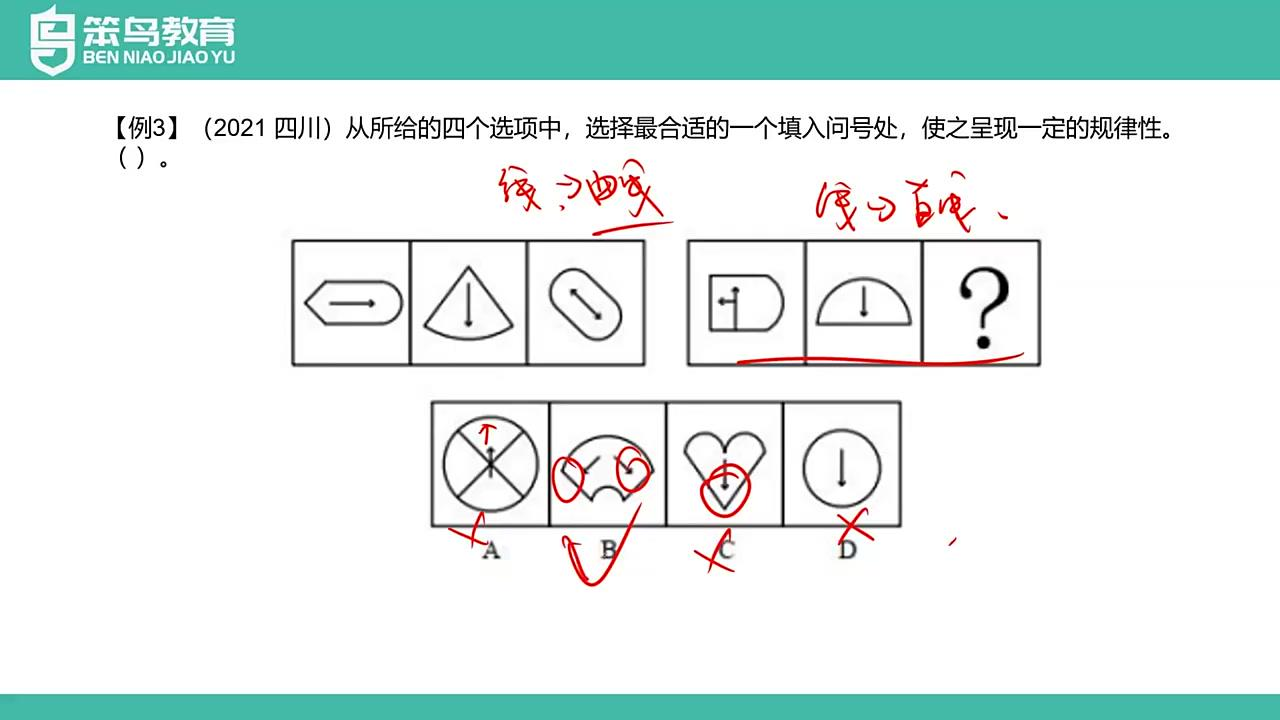 笨鸟教育
BEN NIAO JIAO YU
【例3】（2021 四川）从所给的四个选项中，选择最合适的一个填入问号处，使之呈现一定的规律性。
（ ）。
线→曲线
线→直线、
?
A B C D